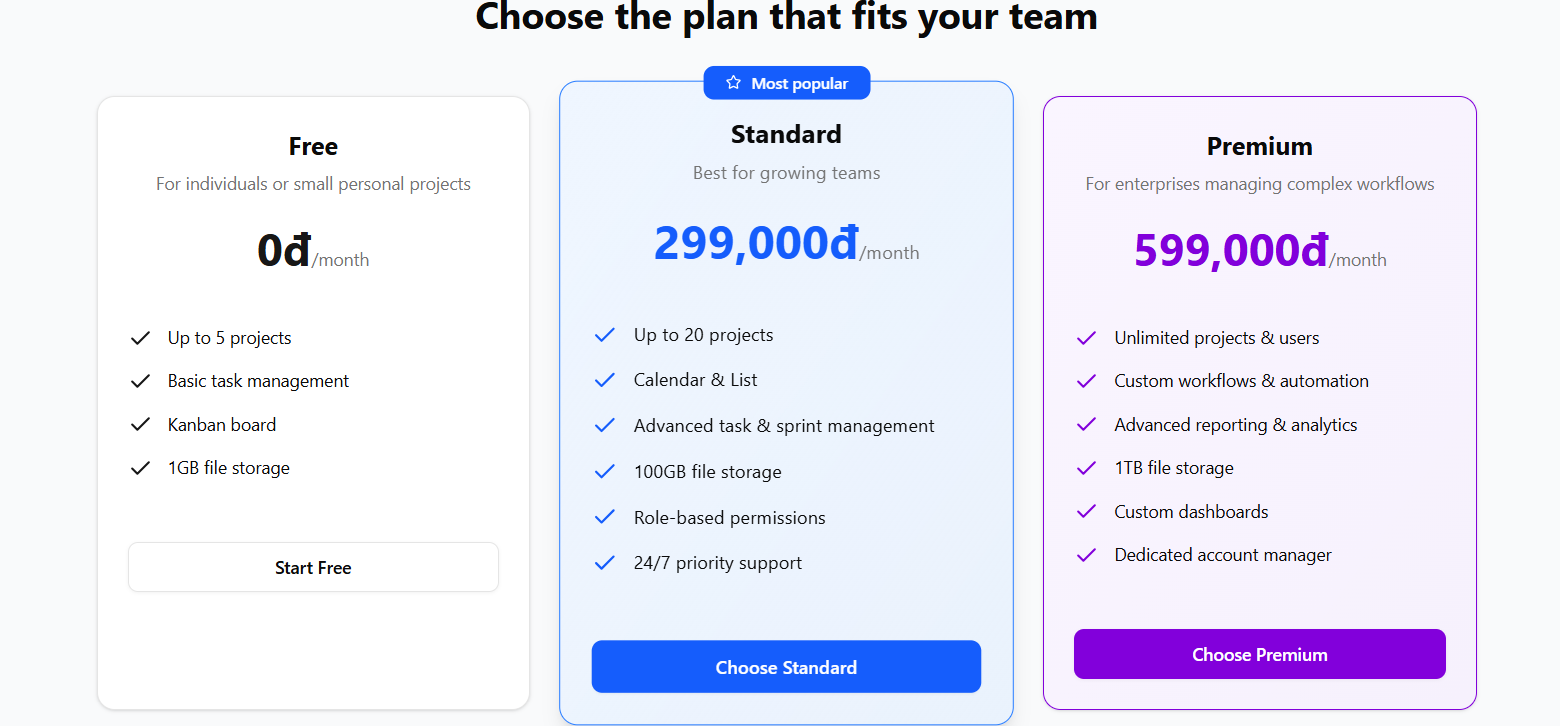 Choose the plan that fits your team
Free
For individuals or small personal projects
0đ/month
Up to 5 projects
Basic task management
Kanban board
1GB file storage
Start Free
Most popular
Standard
Best for growing teams
299,000đ/month
Up to 20 projects
Calendar & List
Advanced task & sprint management
100GB file storage
Role-based permissions
24/7 priority support
Choose Standard
Premium
For enterprises managing complex workflows
599,000đ/month
Unlimited projects & users
Custom workflows & automation
Advanced reporting & analytics
1TB file storage
Custom dashboards
Dedicated account manager
Choose Premium